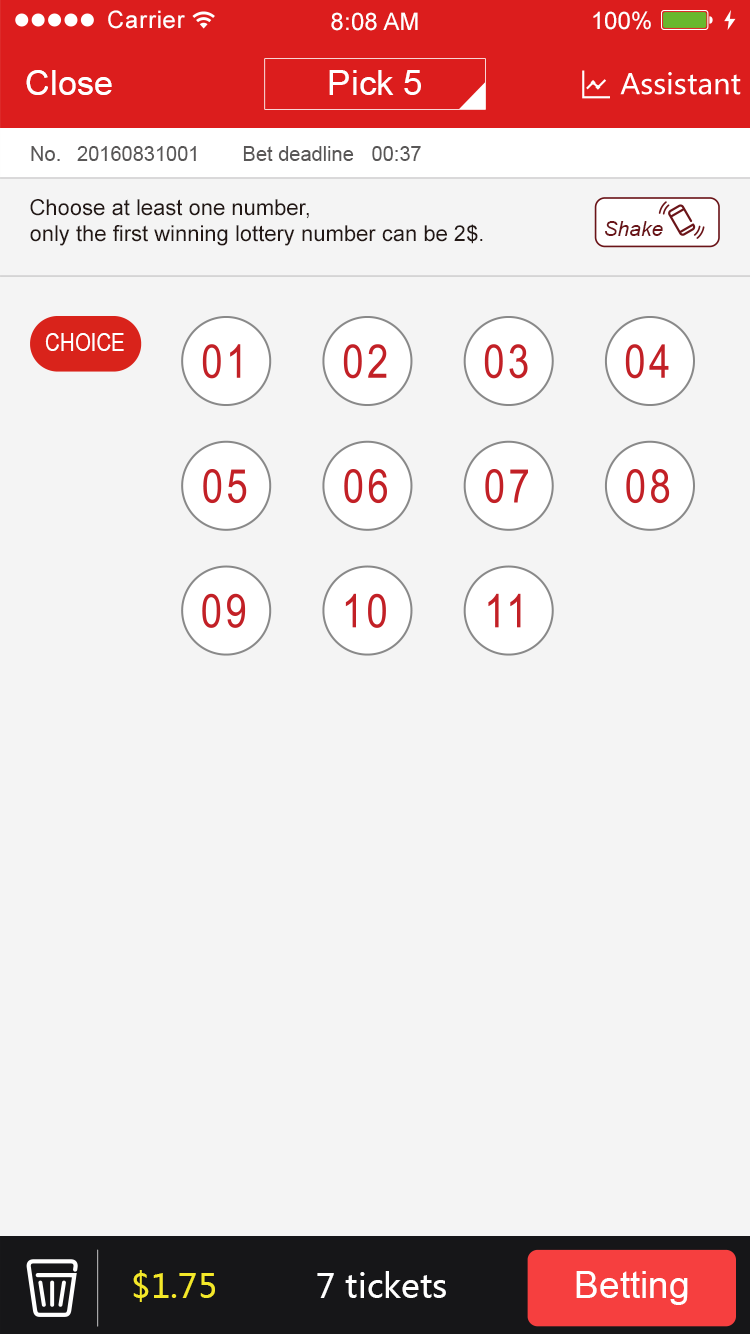 Carrier 8:08 AM 100%
Close Pick 5 Assistant
No. 20160831001 Bet deadline 00:37
Choose at least one number,
only the first winning lottery number can be 2$.
Shake
CHOICE 01 02 03 04
05 06 07 08
09 10 11
$1.75 7 tickets Betting